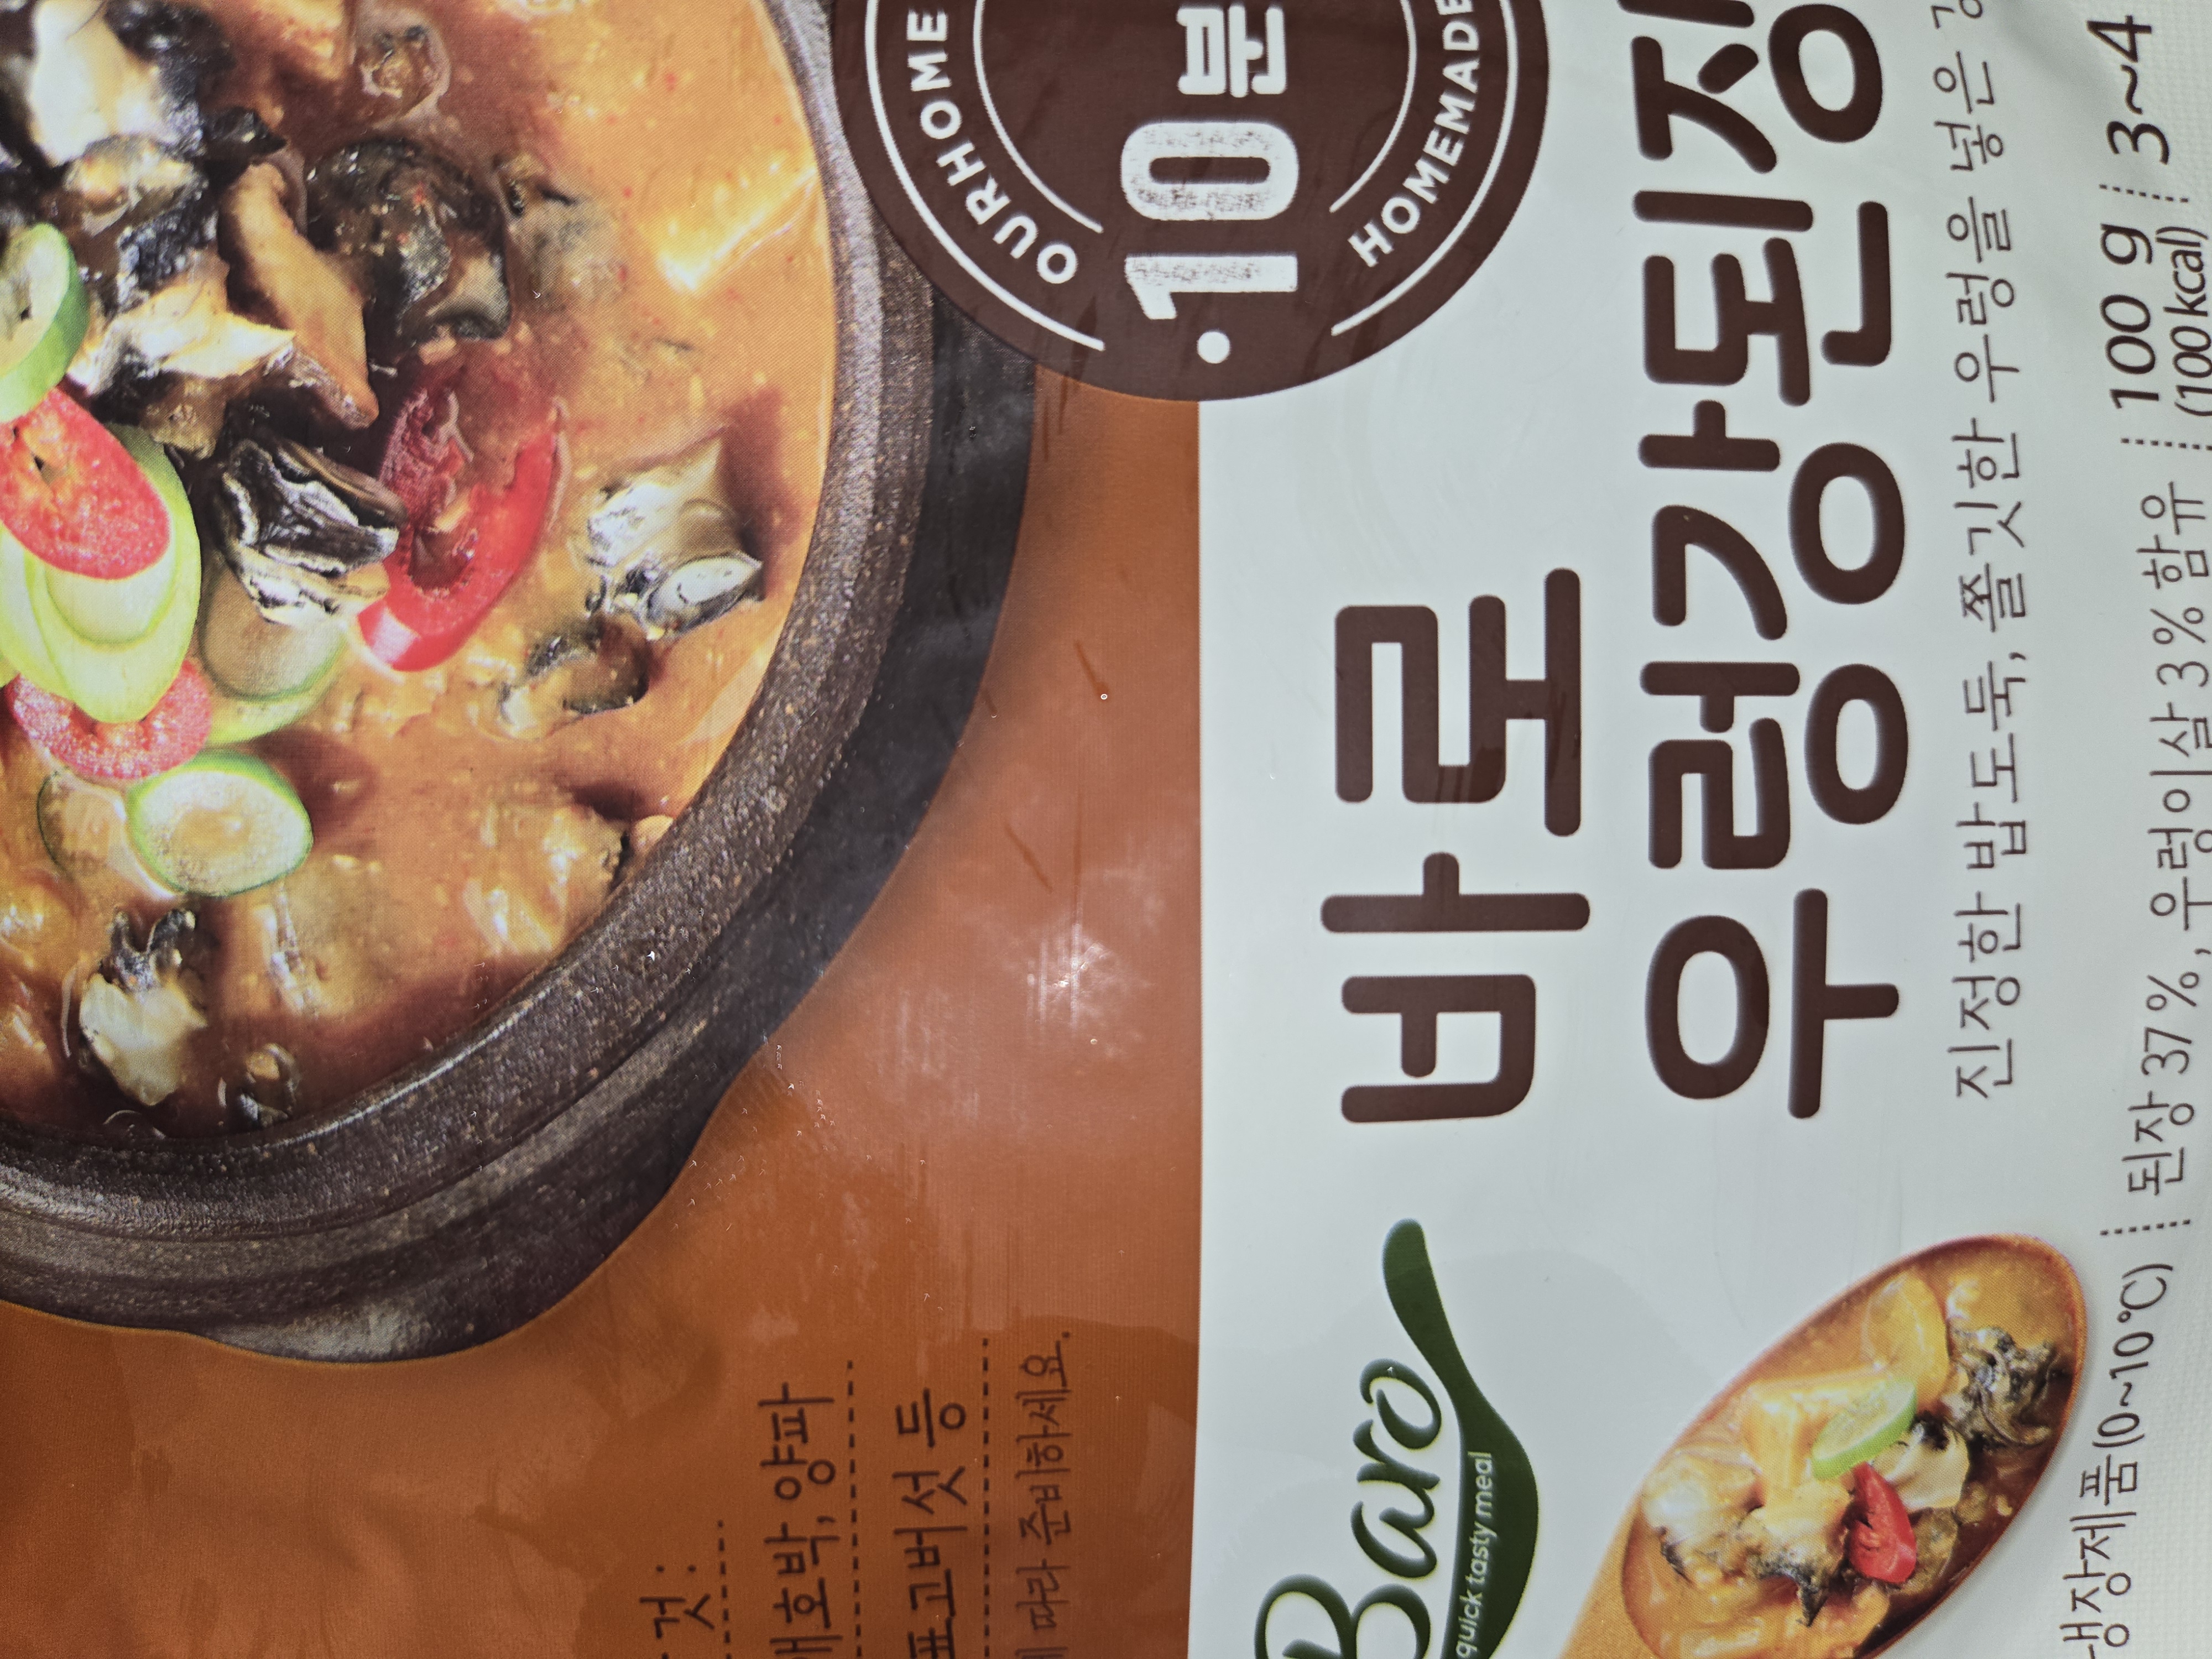 것 :
애호박, 양파
표고버섯 등
따라 준비하세요.
OURHOME
10분
HOMEMADE
Baro
quick tasty meal
바로
우렁강된장
진정한 밥도둑, 쫄깃한 우렁을 넣은
냉장제품(0~10℃) 된장 37 %, 우렁이살 3 % 함유 100 g (100 kcal) 3~4